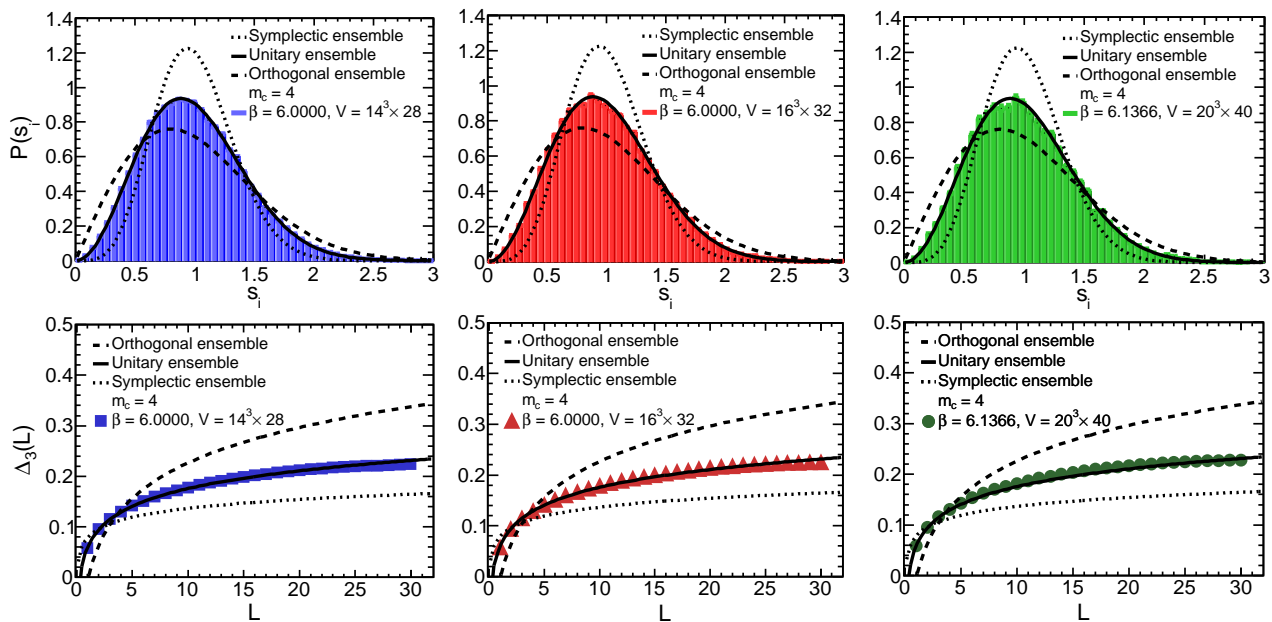 1.4
1.2
1
0.8
0.6
0.4
0.2
0
P(s)_i
Symplectic ensemble
Unitary ensemble
Orthogonal ensemble
m_c = 4
β = 6.0000, V = 14³× 28
0 0.5 1 1.5 2 2.5 3
s_i
1.4
1.2
1
0.8
0.6
0.4
0.2
0
Symplectic ensemble
Unitary ensemble
Orthogonal ensemble
m_c = 4
β = 6.0000, V = 16³× 32
0 0.5 1 1.5 2 2.5 3
s_i
1.4
1.2
1
0.8
0.6
0.4
0.2
0
Symplectic ensemble
Unitary ensemble
Orthogonal ensemble
m_c = 4
β = 6.1366, V = 20³× 40
0 0.5 1 1.5 2 2.5 3
s_i
0.5
0.4
0.3
0.2
0.1
0
Δ₃(L)
Orthogonal ensemble
Unitary ensemble
Symplectic ensemble
m_c = 4
β = 6.0000, V = 14³× 28
0 5 10 15 20 25 30
L
0.5
0.4
0.3
0.2
0.1
0
Orthogonal ensemble
Unitary ensemble
Symplectic ensemble
m_c = 4
β = 6.0000, V = 16³× 32
0 5 10 15 20 25 30
L
0.5
0.4
0.3
0.2
0.1
0
Orthogonal ensemble
Unitary ensemble
Symplectic ensemble
m_c = 4
β = 6.1366, V = 20³× 40
0 5 10 15 20 25 30
L